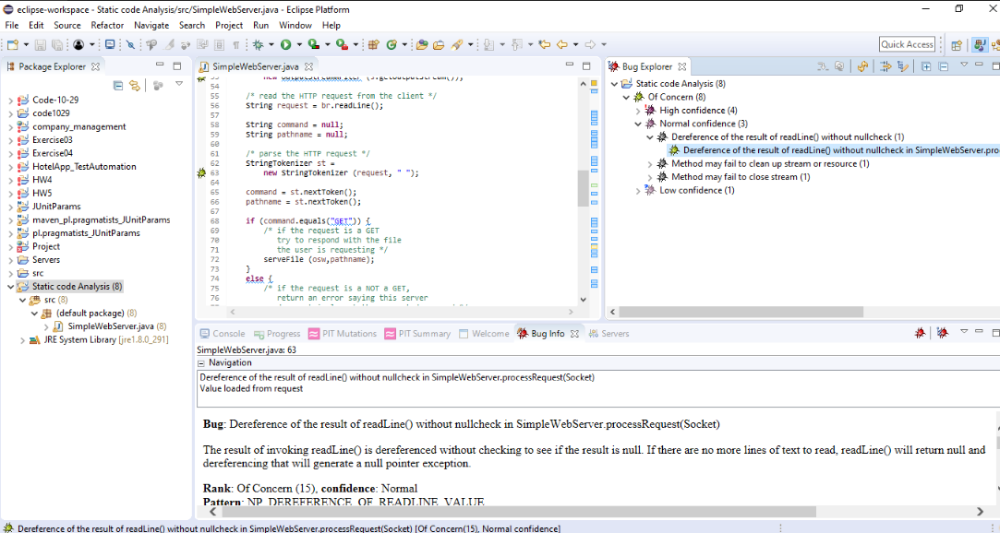 eclipse-workspace - Static code Analysis/src/SimpleWebServer.java - Eclipse Platform
File Edit Source Refactor Navigate Search Project Run Window Help
Quick Access
Package Explorer
Code-10-29
code1029
company_management
Exercise03
Exercise04
HotelApp_TestAutomation
HW4
HW5
JUnitParams
maven_pl.pragmatists_JUnitParams
pl.pragmatists_JUnitParams
Project
Servers
src
Static code Analysis (8)
src (8)
(default package) (8)
SimpleWebServer.java (8)
JRE System Library [jre1.8.0_291]
SimpleWebServer.java
new OutputStreamWriter (s.getOutputStream());
54
55 /* read the HTTP request from the client */
56 String request = br.readLine();
57
58 String command = null;
59 String pathname = null;
60
61 /* parse the HTTP request */
62 StringTokenizer st =
63 new StringTokenizer (request, " ");
64
65 command = st.nextToken();
66 pathname = st.nextToken();
67
68 if (command.equals("GET")) {
69 /* if the request is a GET
70 try to respond with the file
71 the user is requesting */
72 serveFile (osw,pathname);
73 }
74 else {
75 /* if the request is a NOT a GET,
76 return an error saying this server
Bug Explorer
Static code Analysis (8)
Of Concern (8)
High confidence (4)
Normal confidence (3)
Dereference of the result of readLine() without nullcheck (1)
Dereference of the result of readLine() without nullcheck in SimpleWebServer.pro
Method may fail to clean up stream or resource (1)
Method may fail to close stream (1)
Low confidence (1)
Console Progress PIT Mutations PIT Summary Welcome Bug Info Servers
SimpleWebServer.java: 63
Navigation
Dereference of the result of readLine() without nullcheck in SimpleWebServer.processRequest(Socket)
Value loaded from request
Bug: Dereference of the result of readLine() without nullcheck in SimpleWebServer.processRequest(Socket)
The result of invoking readLine() is dereferenced without checking to see if the result is null. If there are no more lines of text to read, readLine() will return null and
dereferencing that will generate a null pointer exception.
Rank: Of Concern (15), confidence: Normal
Pattern: NP_DEREFERENCE_OF_READLINE_VALUE
Dereference of the result of readLine() without nullcheck in SimpleWebServer.processRequest(Socket) [Of Concern(15), Normal confidence]